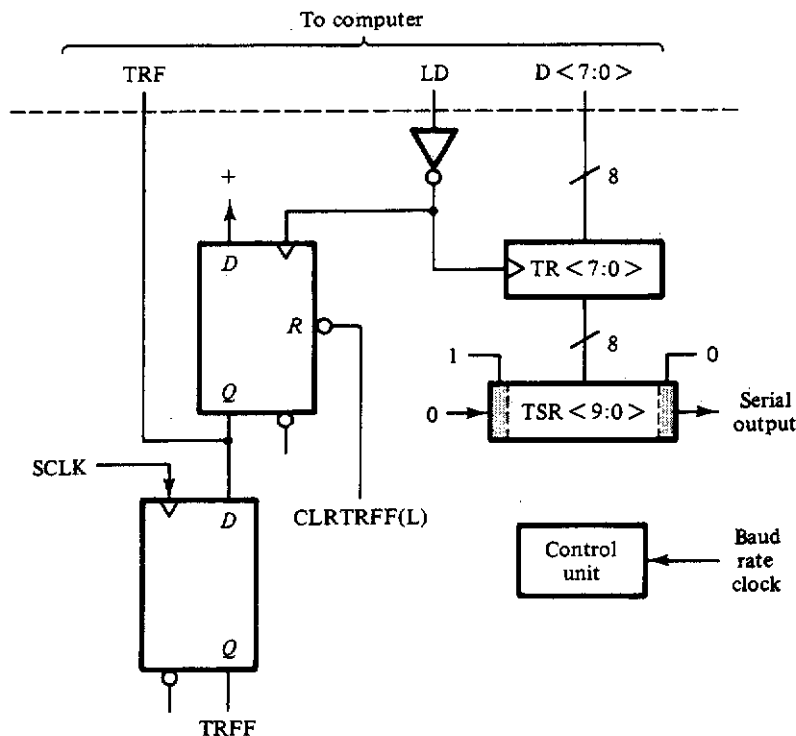 To computer
TRF
LD
D <7:0>
8
+
D
TR <7:0>
R
8
1
0
Q
0
TSR <9:0>
Serial
output
SCLK
CLRTRFF(L)
D
Control
unit
Baud
rate
clock
Q
TRFF